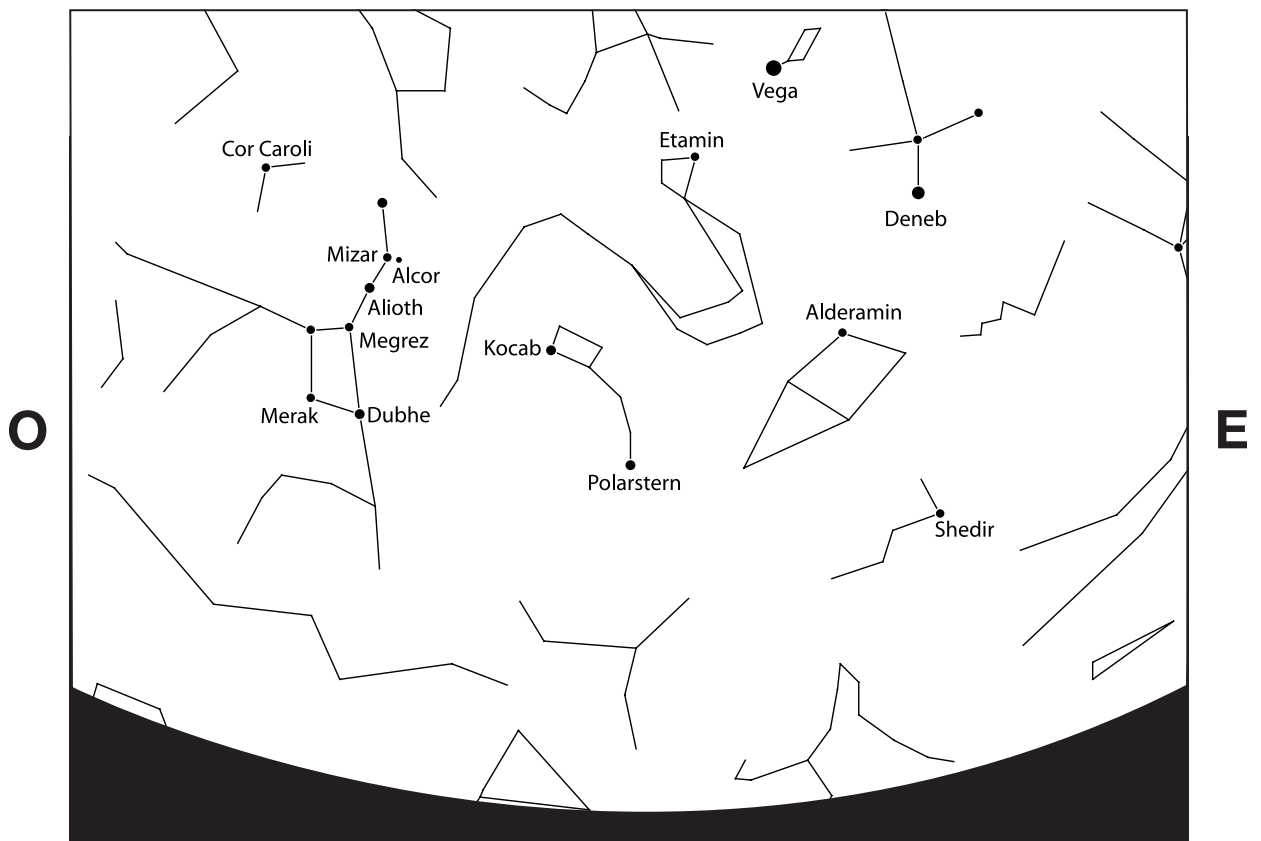 Vega
Etamin
Cor Caroli
Deneb
Mizar
Alcor
Alioth
Alderamin
Megrez
Kocab
Merak
Dubhe
O
E
Polarstern
Shedir